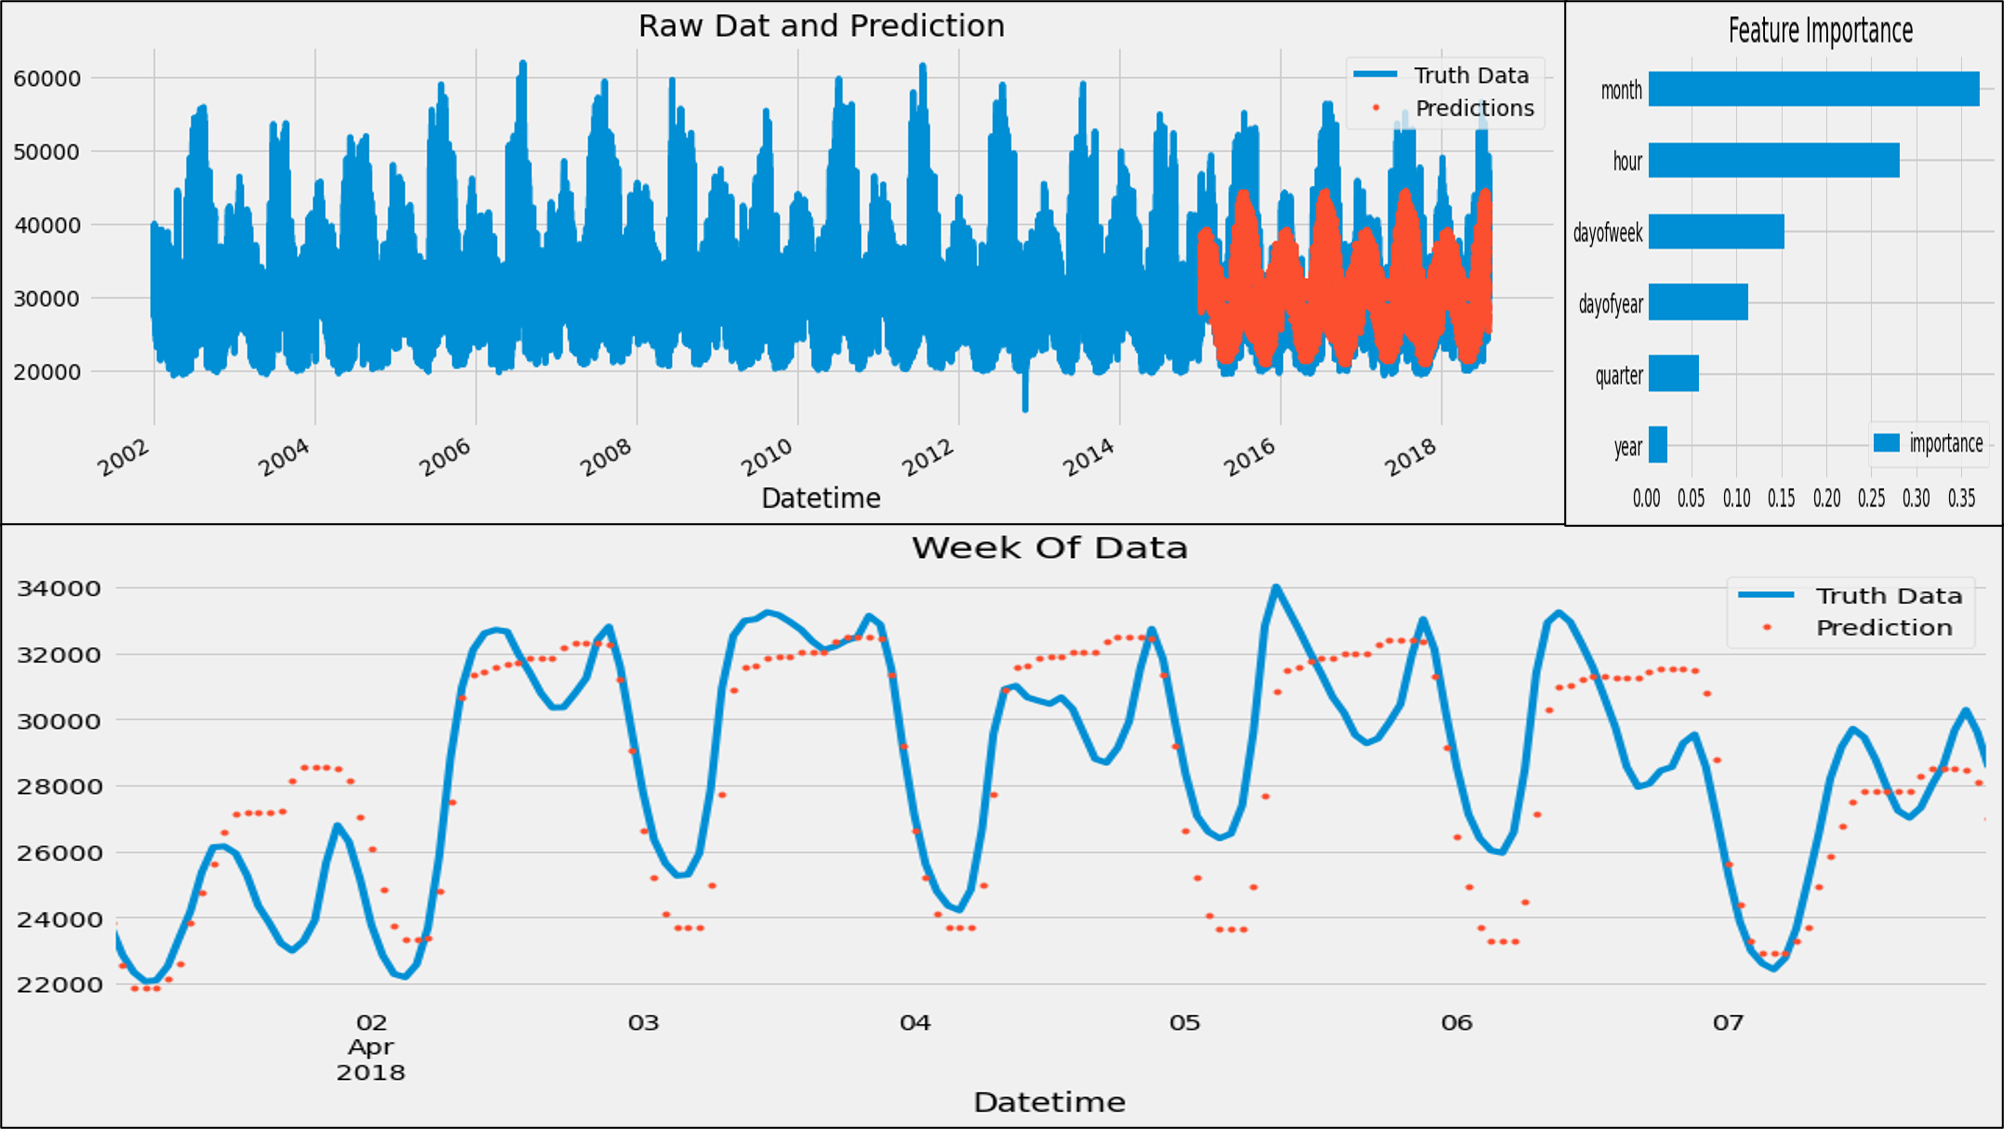 Raw Dat and Prediction
60000
50000
40000
30000
20000
Truth Data
Predictions
2002
2004
2006
2008
2010
2012
2014
2016
2018
Datetime
Feature Importance
month
hour
dayofweek
dayofyear
quarter
year
importance
0.00 0.05 0.10 0.15 0.20 0.25 0.30 0.35
Week Of Data
34000
32000
30000
28000
26000
24000
22000
Truth Data
Prediction
02 03 04 05 06 07
Apr
2018
Datetime